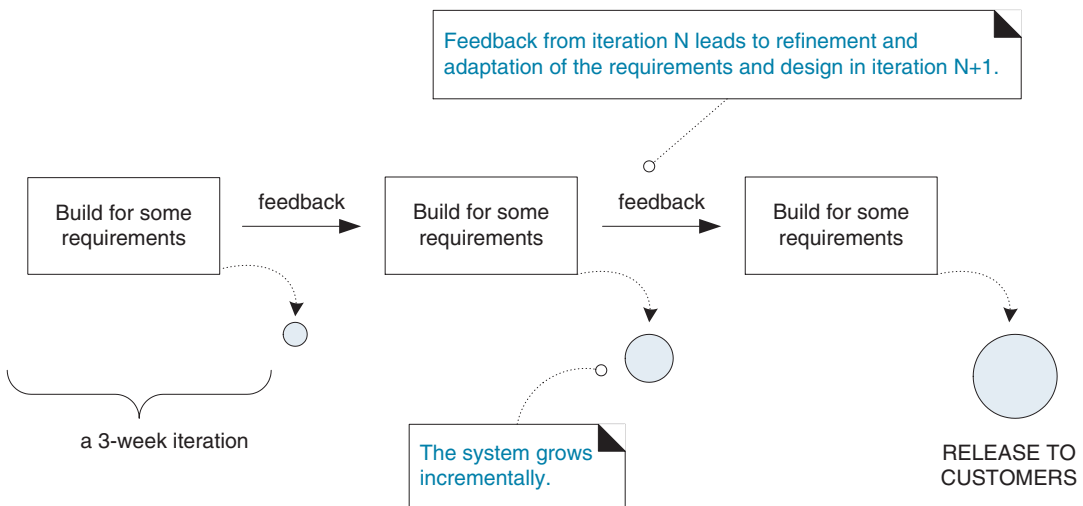 Feedback from iteration N leads to refinement and
adaptation of the requirements and design in iteration N+1.
Build for some
requirements
feedback
Build for some
requirements
feedback
Build for some
requirements
a 3-week iteration
The system grows
incrementally.
RELEASE TO
CUSTOMERS